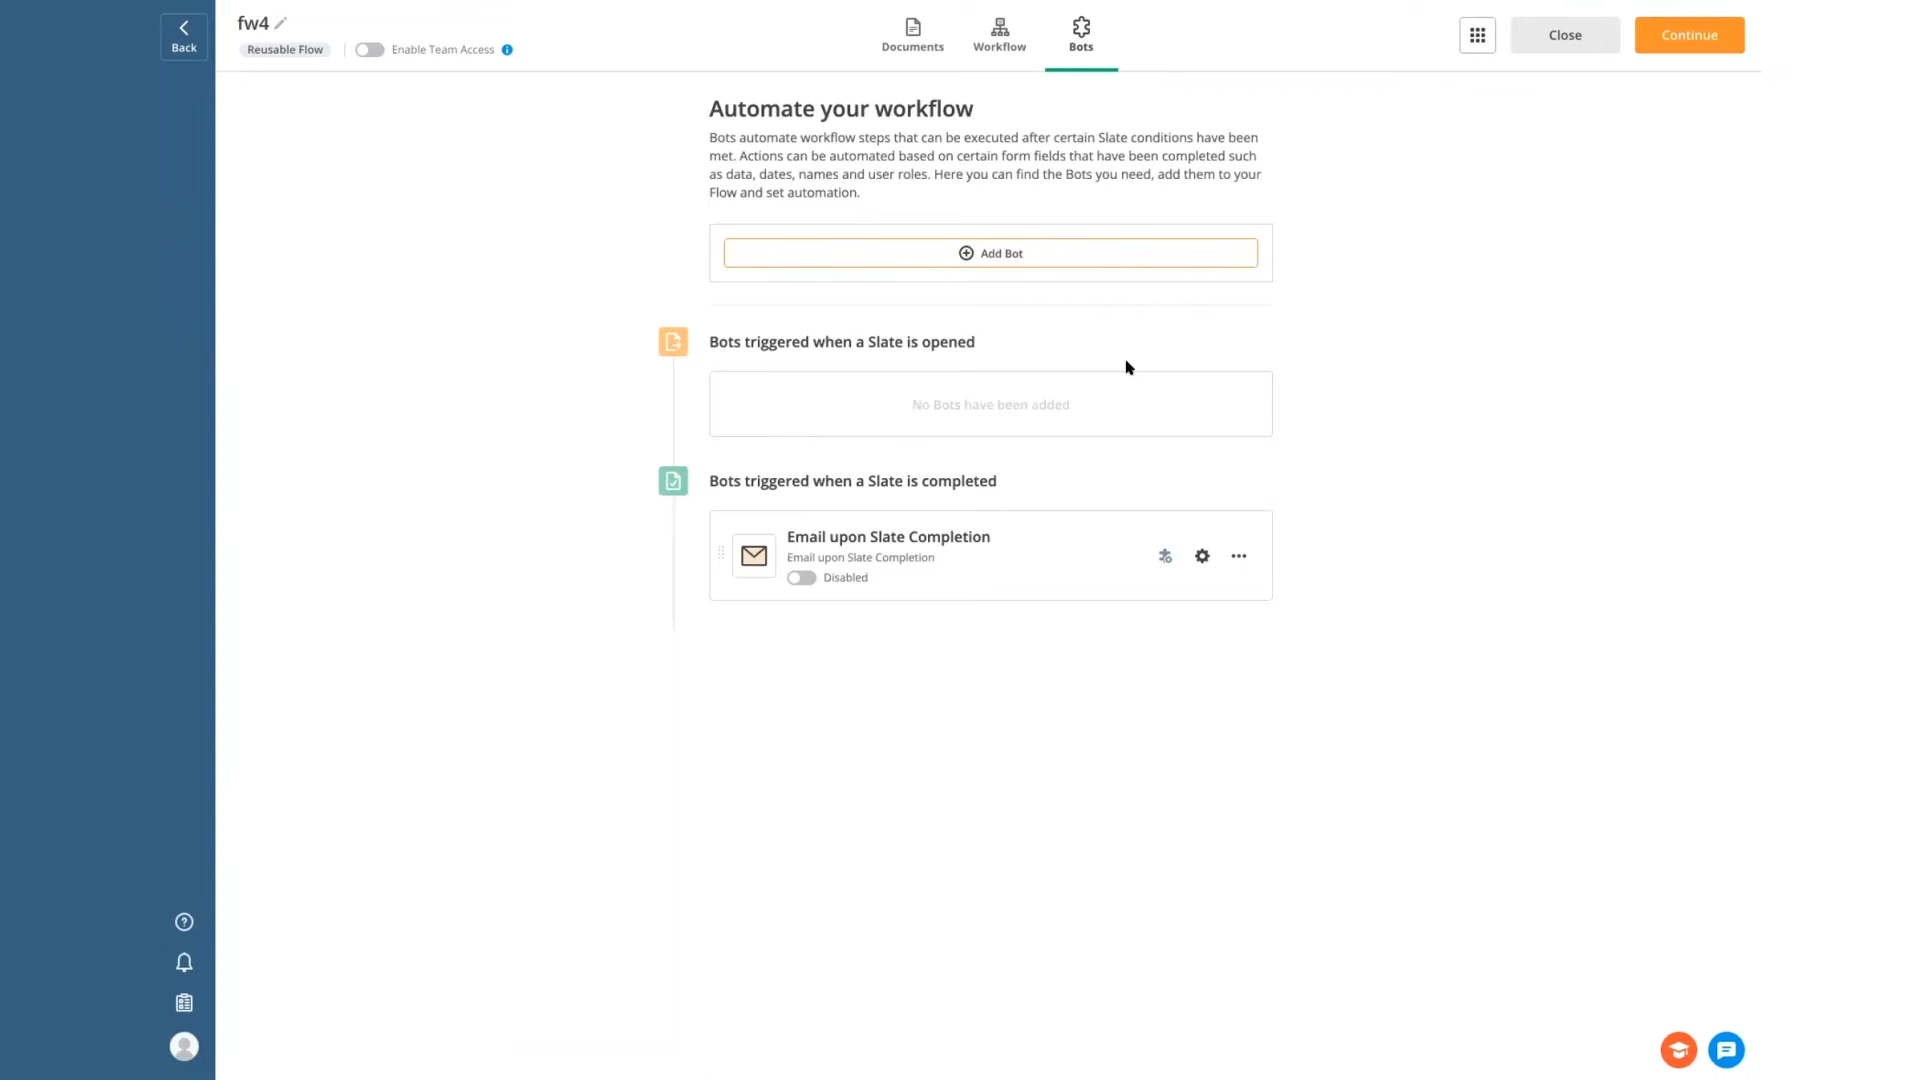 Back
fw4
Reusable Flow
Enable Team Access
Documents
Workflow
Bots
Close
Continue
Automate your workflow
Bots automate workflow steps that can be executed after certain Slate conditions have been
met. Actions can be automated based on certain form fields that have been completed such
as data, dates, names and user roles. Here you can find the Bots you need, add them to your
Flow and set automation.
Add Bot
Bots triggered when a Slate is opened
No Bots have been added
Bots triggered when a Slate is completed
Email upon Slate Completion
Email upon Slate Completion
Disabled